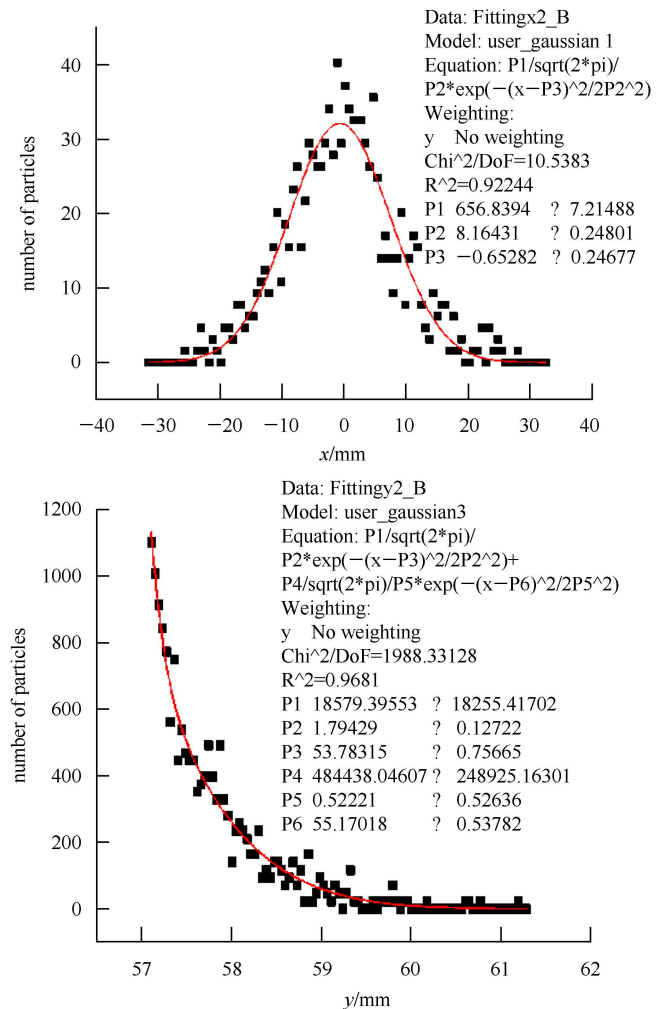 Data: Fittingx2_B
Model: user_gaussian 1
Equation: P1/sqrt(2*pi)/
P2*exp(−(x−P3)^2/2P2^2)
Weighting:
y No weighting
Chi^2/DoF=10.5383
R^2=0.92244
P1 656.8394 ? 7.21488
P2 8.16431 ? 0.24801
P3 −0.65282 ? 0.24677
number of particles
40
30
20
10
0
−40 −30 −20 −10 0 10 20 30 40
x/mm
Data: Fittingy2_B
Model: user_gaussian3
Equation: P1/sqrt(2*pi)/
P2*exp(−(x−P3)^2/2P2^2)+
P4/sqrt(2*pi)/P5*exp(−(x−P6)^2/2P5^2)
Weighting:
y No weighting
Chi^2/DoF=1988.33128
R^2=0.9681
P1 18579.39553 ? 18255.41702
P2 1.79429 ? 0.12722
P3 53.78315 ? 0.75665
P4 484438.04607 ? 248925.16301
P5 0.52221 ? 0.52636
P6 55.17018 ? 0.53782
number of particles
1200
1000
800
600
400
200
0
57 58 59 60 61 62
y/mm